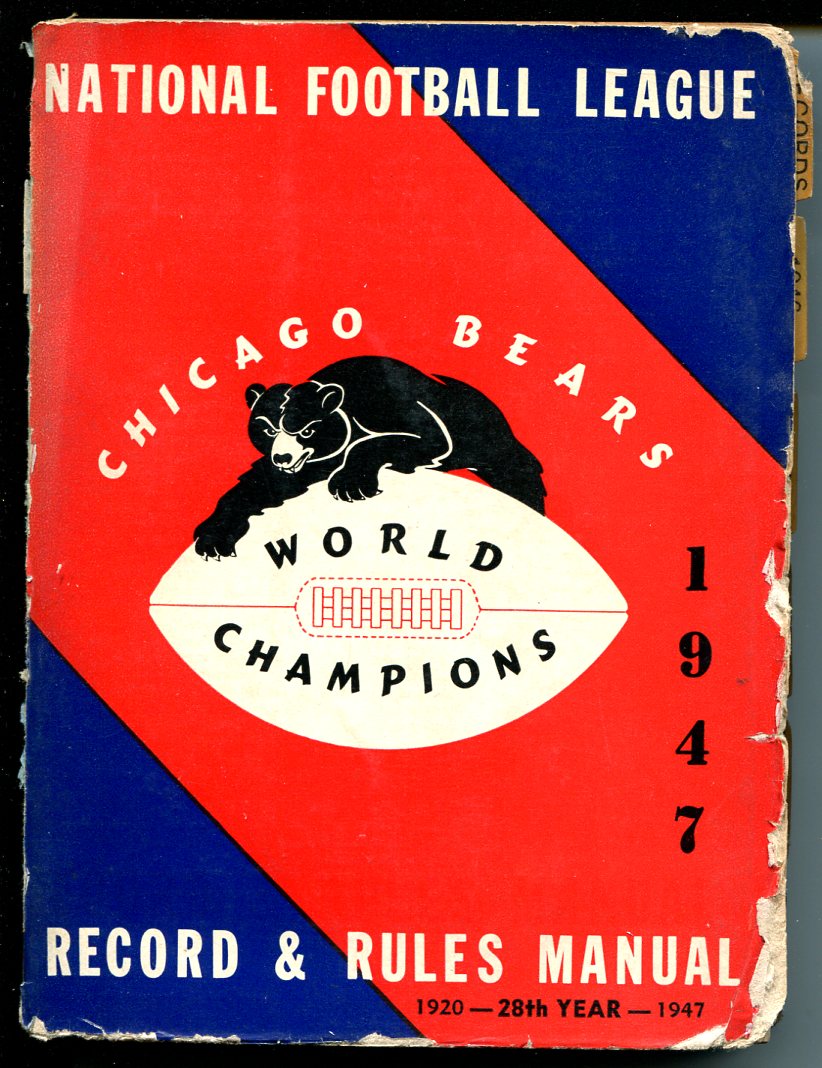 NATIONAL FOOTBALL LEAGUE
CHICAGO BEARS
WORLD
CHAMPIONS
1
9
4
7
RECORD & RULES MANUAL
1920 — 28th YEAR — 1947